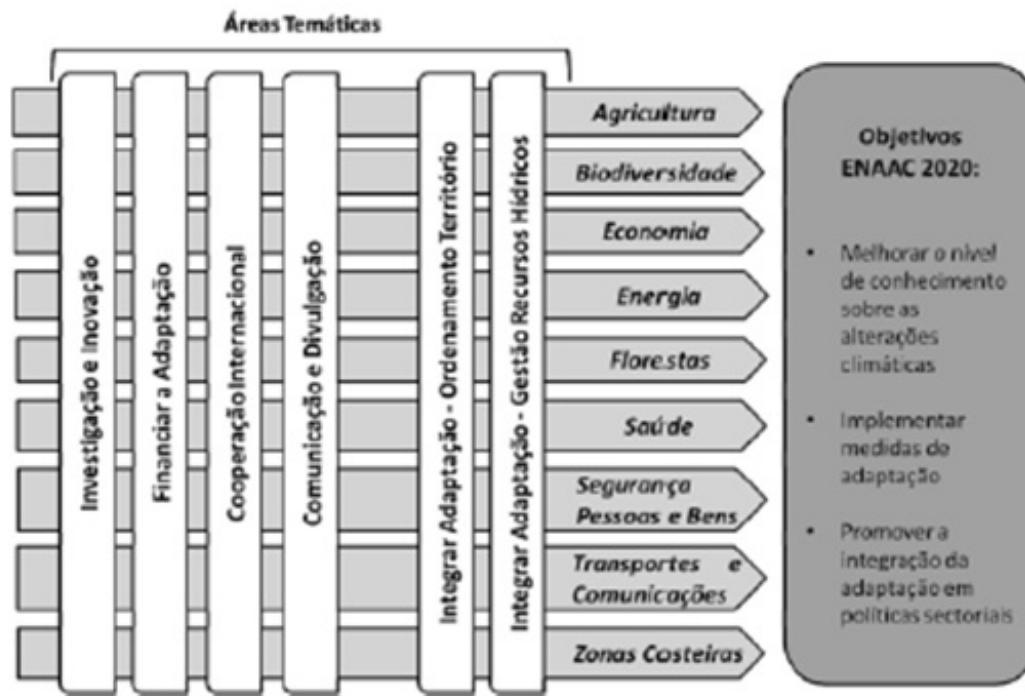 Áreas Temáticas
Investigação e Inovação
Financiar a Adaptação
Cooperação Internacional
Comunicação e Divulgação
Integrar Adaptação - Ordenamento Território
Integrar Adaptação - Gestão Recursos Hídricos
Agricultura
Biodiversidade
Economia
Energia
Florestas
Saúde
Segurança
Pessoas e Bens
Transportes e
Comunicações
Zonas Costeiras
Objetivos
ENAAC 2020:
• Melhorar o nível
de conhecimento
sobre as
alterações
climáticas
• Implementar
medidas de
adaptação
• Promover a
integração da
adaptação em
políticas sectoriais